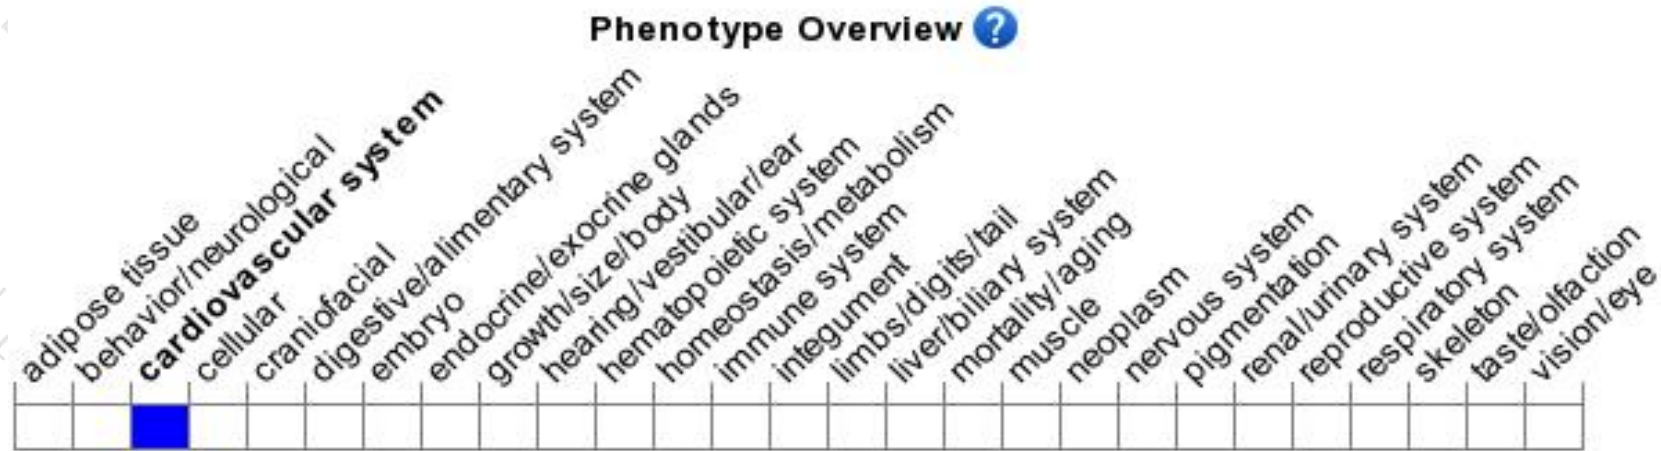 Phenotype Overview ?
adipose tissue
behavior/neurological
cardiovascular system
cellular
craniofacial
digestive/alimentary system
embryo
endocrine/exocrine glands
growth/size/body
hearing/vestibular/ear
hematopoietic system
homeostasis/metabolism
immune system
integument
limbs/digits/tail
liver/biliary system
mortality/aging
muscle
neoplasm
nervous system
pigmentation
renal/urinary system
reproductive system
respiratory system
skeleton
taste/olfaction
vision/eye